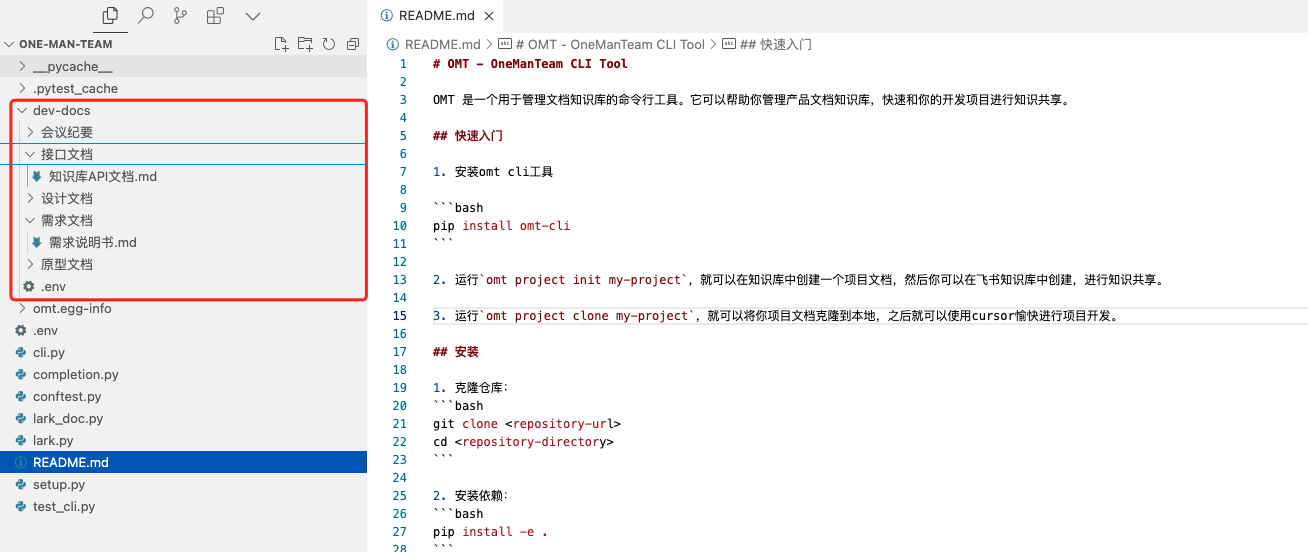 ONE-MAN-TEAM
__pycache__
.pytest_cache
dev-docs
会议纪要
接口文档
知识库API文档.md
设计文档
需求文档
需求说明书.md
原型文档
.env
omt.egg-info
.env
cli.py
completion.py
conftest.py
lark_doc.py
lark.py
README.md
setup.py
test_cli.py
README.md
README.md > # OMT - OneManTeam CLI Tool > ## 快速入门
1 # OMT - OneManTeam CLI Tool
2
3 OMT 是一个用于管理文档知识库的命令行工具。它可以帮助你管理产品文档知识库，快速和你的开发项目进行知识共享。
4
5 ## 快速入门
6
7 1. 安装omt cli工具
8
9 ```bash
10 pip install omt-cli
11 ```
12
13 2. 运行`omt project init my-project`，就可以在知识库中创建一个项目文档，然后你可以在飞书知识库中创建，进行知识共享。
14
15 3. 运行`omt project clone my-project`，就可以将你项目文档克隆到本地，之后就可以使用cursor愉快进行项目开发。
16
17 ## 安装
18
19 1. 克隆仓库：
20 ```bash
21 git clone <repository-url>
22 cd <repository-directory>
23 ```
24
25 2. 安装依赖：
26 ```bash
27 pip install -e .
28 ```